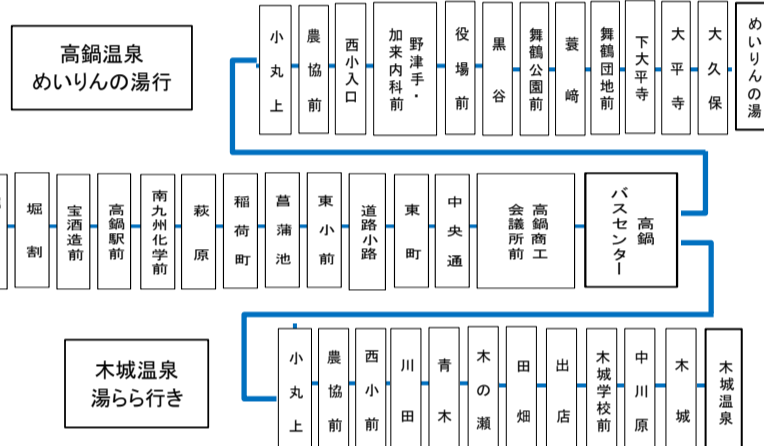 高鍋温泉
めいりんの湯行
小丸上
農協前
西小入口
野津手・
加来内科前
役場前
黒谷
舞鶴公園前
蓑﨑
舞鶴団地前
下大平寺
大平寺
大久保
めいりんの湯
堀割
宝酒造前
高鍋駅前
南九州化学前
萩原
稲荷町
菖蒲池
東小前
道路小路
東町
中央通
高鍋商工
会議所前
高鍋
バスセンター
木城温泉
湯らら行き
小丸上
農協前
西小前
川田
青木
木の瀬
田畑
出店
木城学校前
中川原
木城
木城温泉